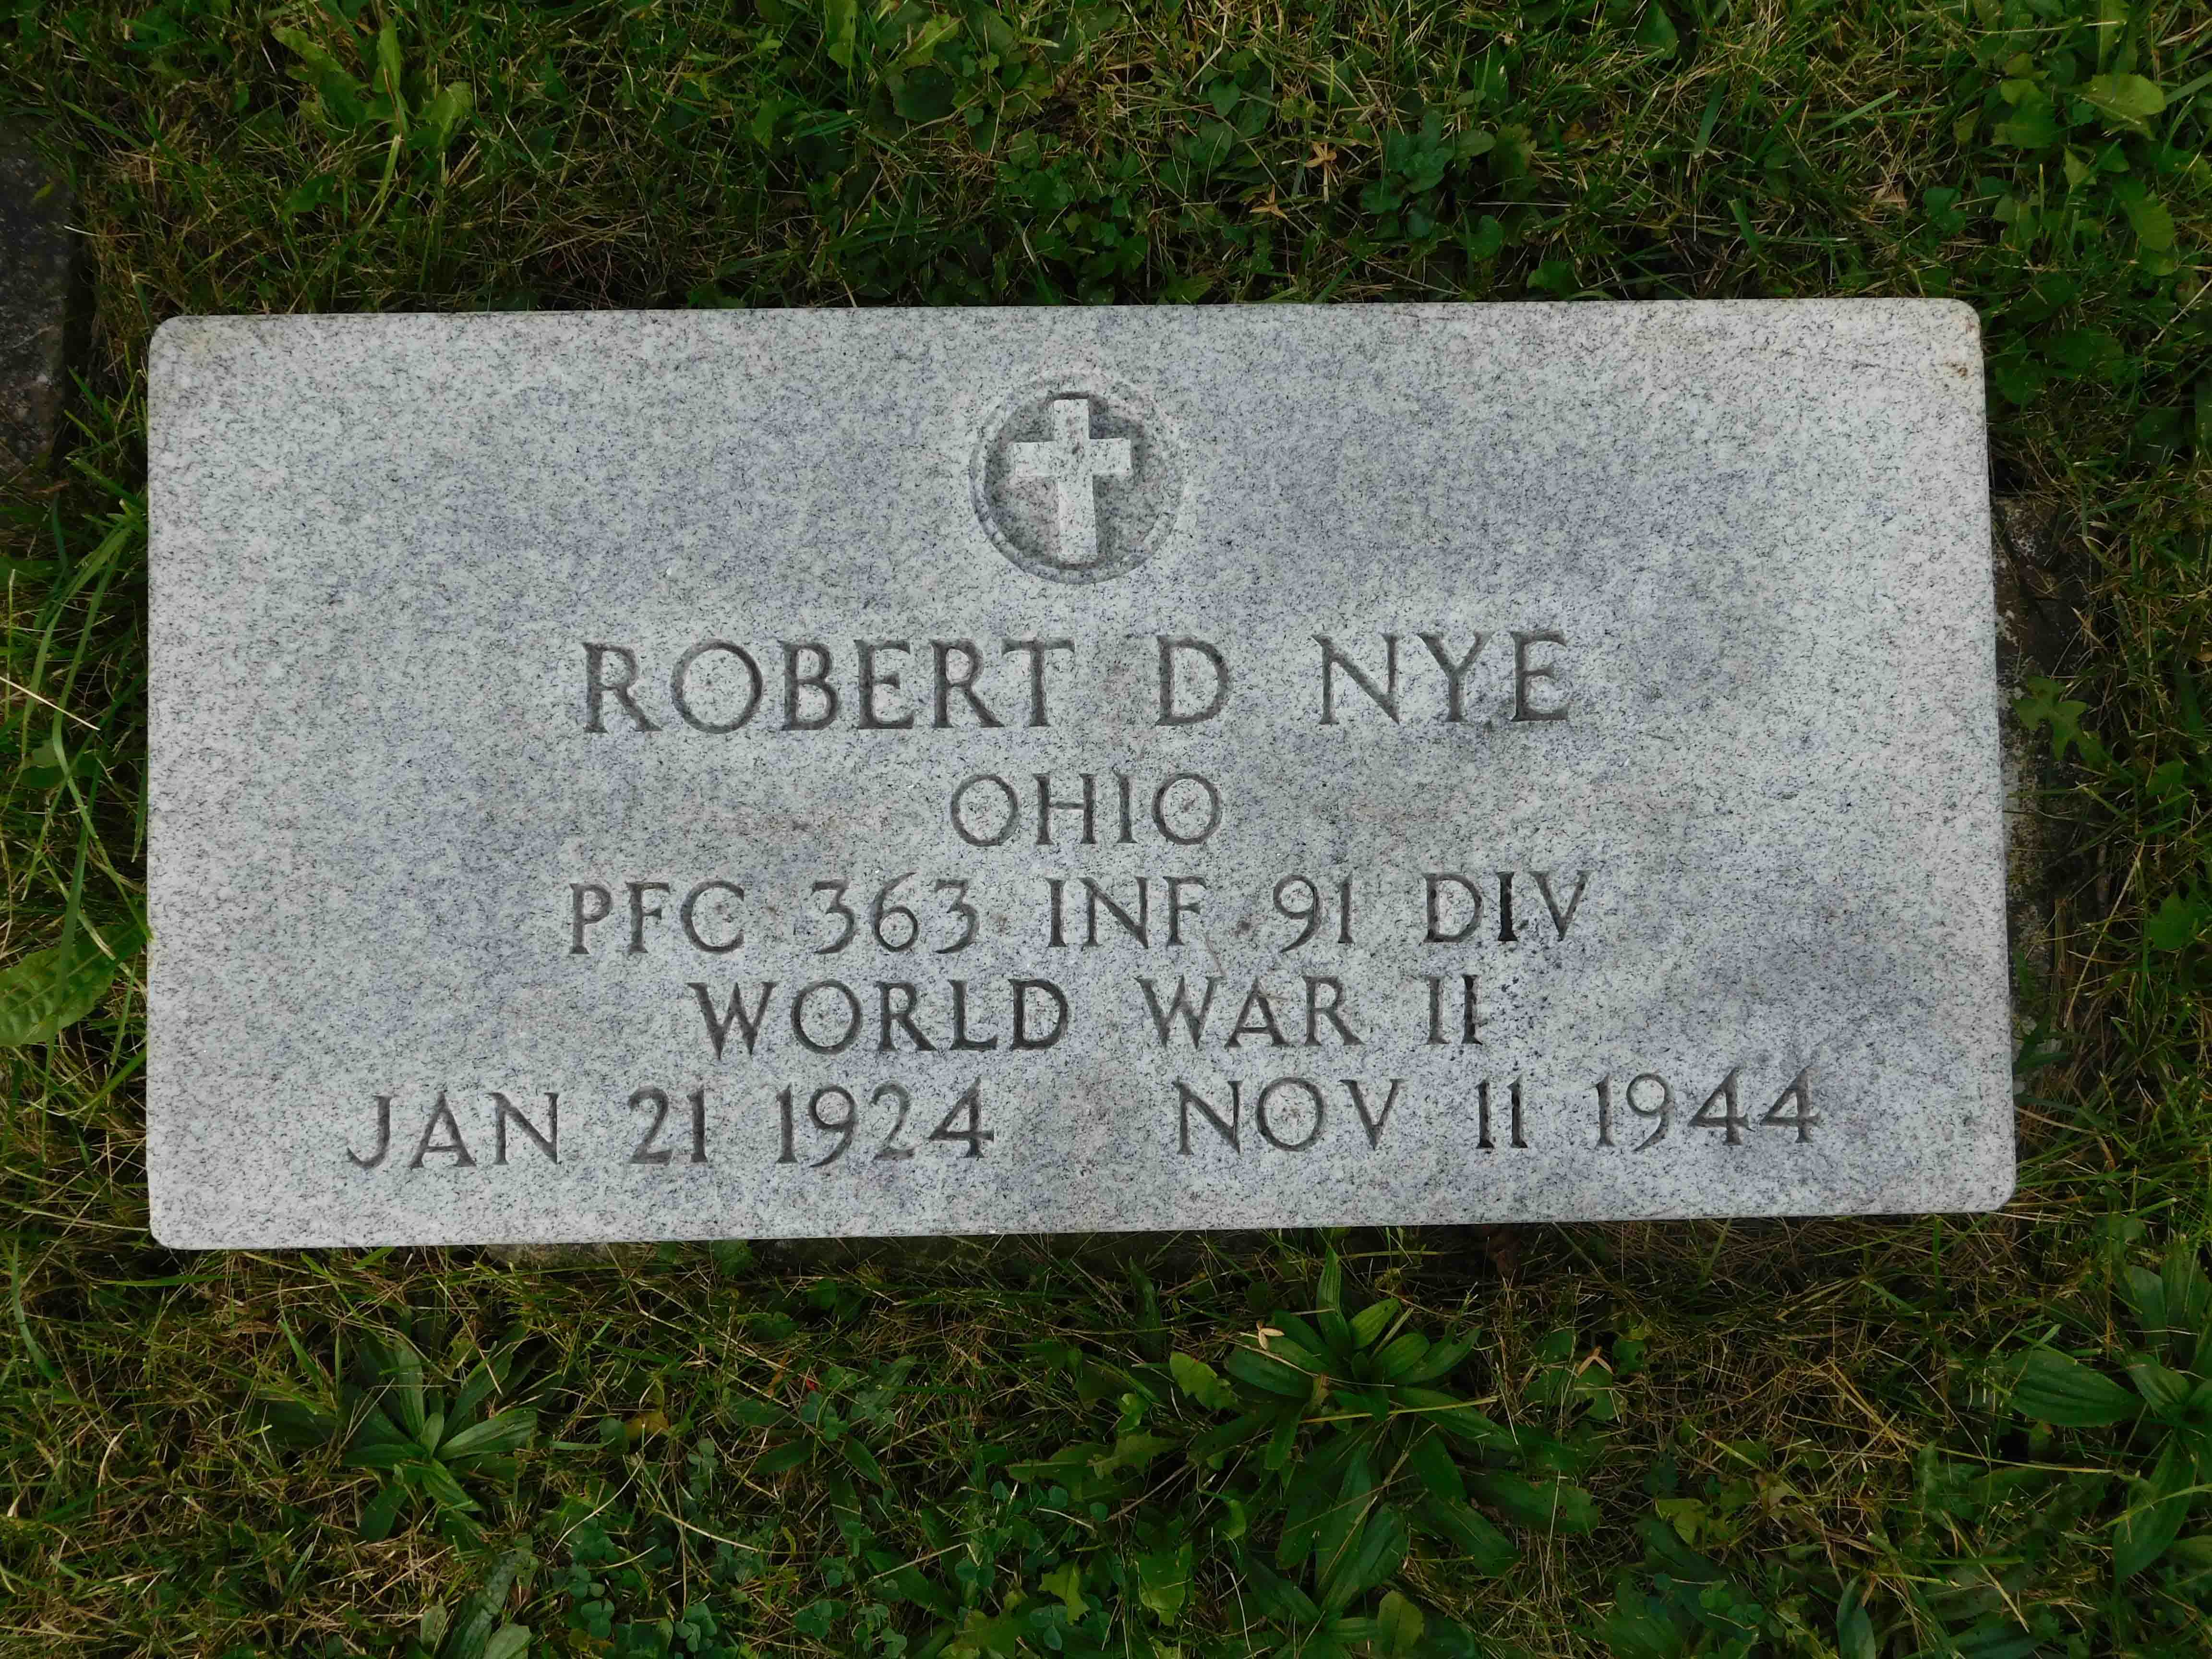 ROBERT D NYE
OHIO
PFC 363 INF 91 DIV
WORLD WAR II
JAN 21 1924 NOV 11 1944